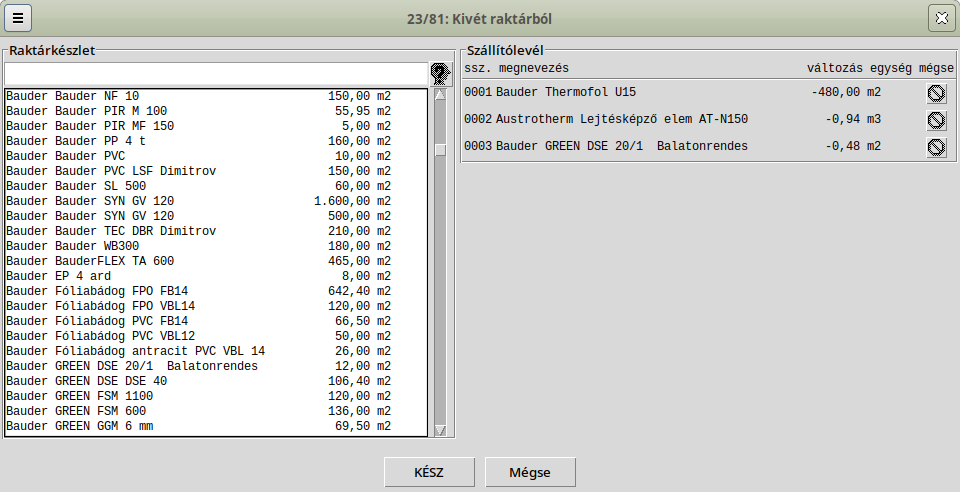 23/81: Kivét raktárból
Raktárkészlet
Bauder Bauder NF 10 150,00 m2
Bauder Bauder PIR M 100 55,95 m2
Bauder Bauder PIR MF 150 5,00 m2
Bauder Bauder PP 4 t 160,00 m2
Bauder Bauder PVC 10,00 m2
Bauder Bauder PVC LSF Dimitrov 150,00 m2
Bauder Bauder SL 500 60,00 m2
Bauder Bauder SYN GV 120 1.600,00 m2
Bauder Bauder SYN GV 120 500,00 m2
Bauder Bauder TEC DBR Dimitrov 210,00 m2
Bauder Bauder WB300 180,00 m2
Bauder BauderFLEX TA 600 465,00 m2
Bauder EP 4 ard 8,00 m2
Bauder Fóliabádog FPO FB14 642,40 m2
Bauder Fóliabádog FPO VBL14 120,00 m2
Bauder Fóliabádog PVC FB14 66,50 m2
Bauder Fóliabádog PVC VBL12 50,00 m2
Bauder Fóliabádog antracit PVC VBL 14 26,00 m2
Bauder GREEN DSE 20/1  Balatonrendes 12,00 m2
Bauder GREEN DSE DSE 40 106,40 m2
Bauder GREEN FSM 1100 120,00 m2
Bauder GREEN FSM 600 136,00 m2
Bauder GREEN GGM 6 mm 69,50 m2
Szállítólevél
ssz. megnevezés változás egység mégse
0001 Bauder Thermofol U15 -480,00 m2
0002 Austrotherm Lejtésképző elem AT-N150 -0,94 m3
0003 Bauder GREEN DSE 20/1  Balatonrendes -0,48 m2
KÉSZ Mégse